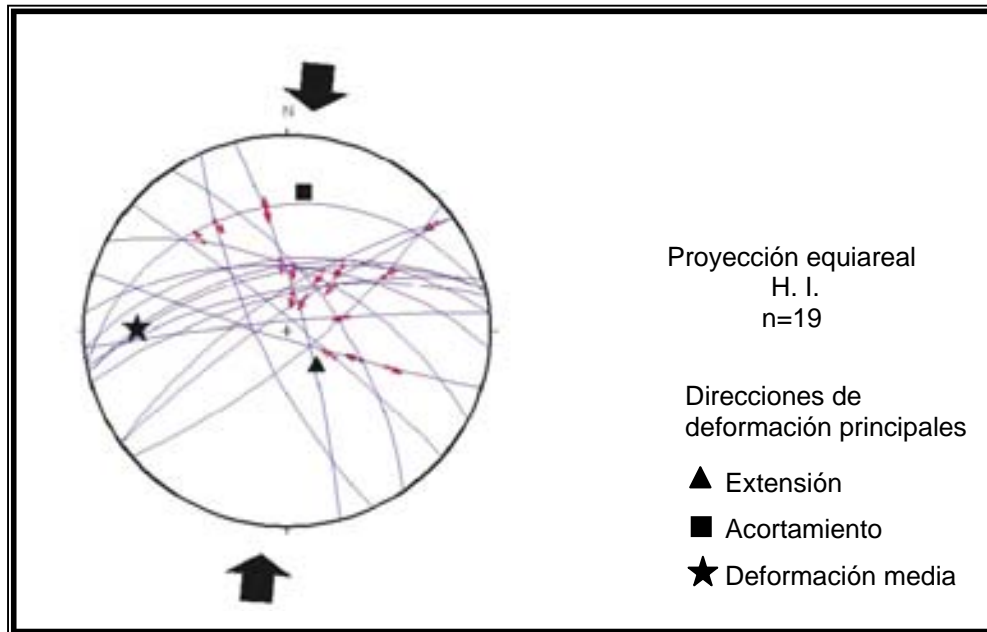 N
Proyección equiareal
H. I.
n=19
Direcciones de
deformación principales
Extensión
Acortamiento
Deformación media